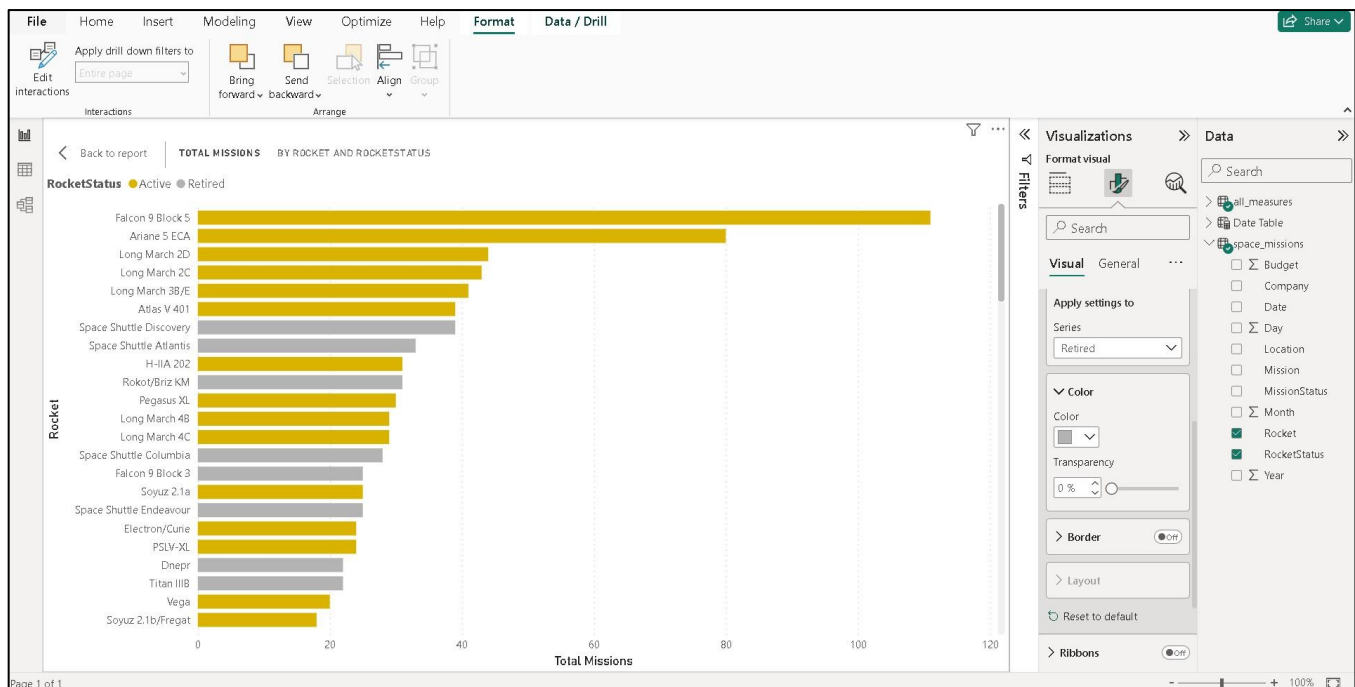 File Home Insert Modeling View Optimize Help Format Data / Drill Share
Edit interactions
Apply drill down filters to
Entire page
Bring forward
Send backward
Selection
Align
Group
Interactions
Arrange
Back to report
TOTAL MISSIONS BY ROCKET AND ROCKETSTATUS
RocketStatus Active Retired
Rocket
Falcon 9 Block 5
Ariane 5 ECA
Long March 2D
Long March 2C
Long March 3B/E
Atlas V 401
Space Shuttle Discovery
Space Shuttle Atlantis
H-IIA 202
Rokot/Briz KM
Pegasus XL
Long March 4B
Long March 4C
Space Shuttle Columbia
Falcon 9 Block 3
Soyuz 2.1a
Space Shuttle Endeavour
Electron/Curie
PSLV-XL
Dnepr
Titan IIIB
Vega
Soyuz 2.1b/Fregat
0 20 40 60 80 100 120
Total Missions
Filters
Visualizations
Format visual
Search
Visual General
Apply settings to
Series
Retired
Color
Color
Transparency
0 %
Border Off
Layout
Reset to default
Ribbons Off
Data
Search
all_measures
Date Table
space_missions
Σ Budget
Company
Date
Σ Day
Location
Mission
MissionStatus
Σ Month
Rocket
RocketStatus
Σ Year
Page 1 of 1
- + 100%